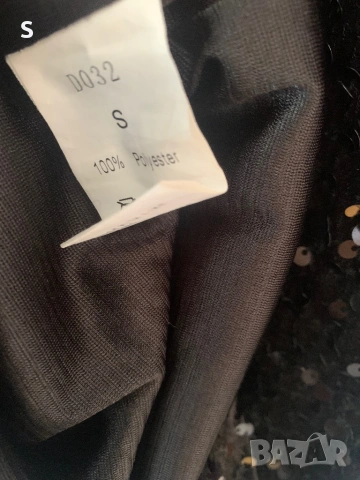 S
D032
S
100% Polyester
BAZAR